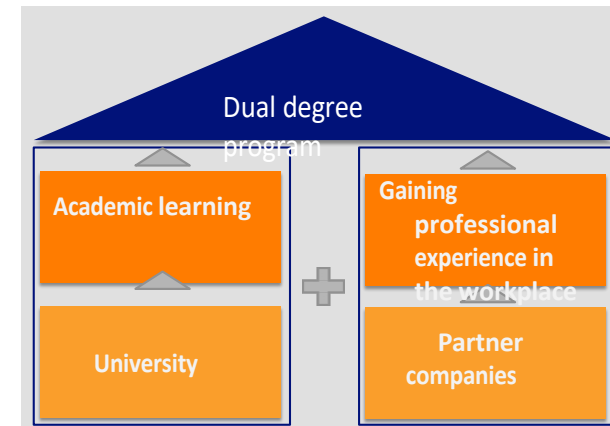 Dual degree
program
Academic learning
University
Gaining
professional
experience in
the workplace
Partner
companies